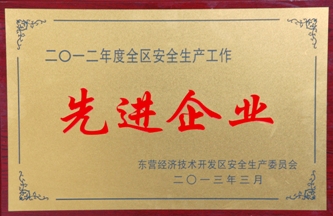 二〇一二年度全区安全生产工作
先进企业
东营经济技术开发区安全生产委员会
二〇一三年三月